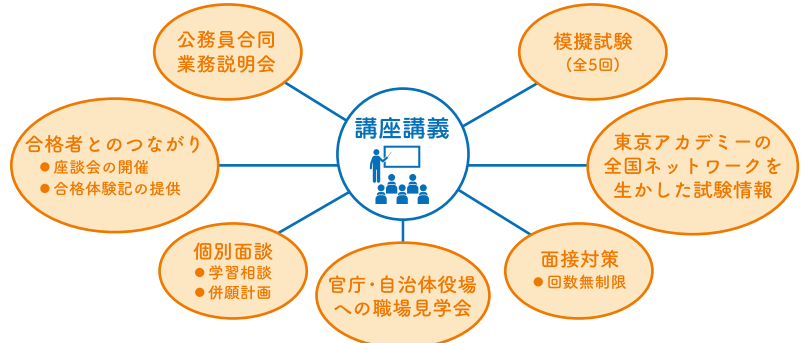 公務員合同
業務説明会
模擬試験
（全5回）
講座講義
合格者とのつながり
●座談会の開催
●合格体験記の提供
東京アカデミーの
全国ネットワークを
生かした試験情報
個別面談
●学習相談
●併願計画
官庁・自治体役場
への職場見学会
面接対策
●回数無制限